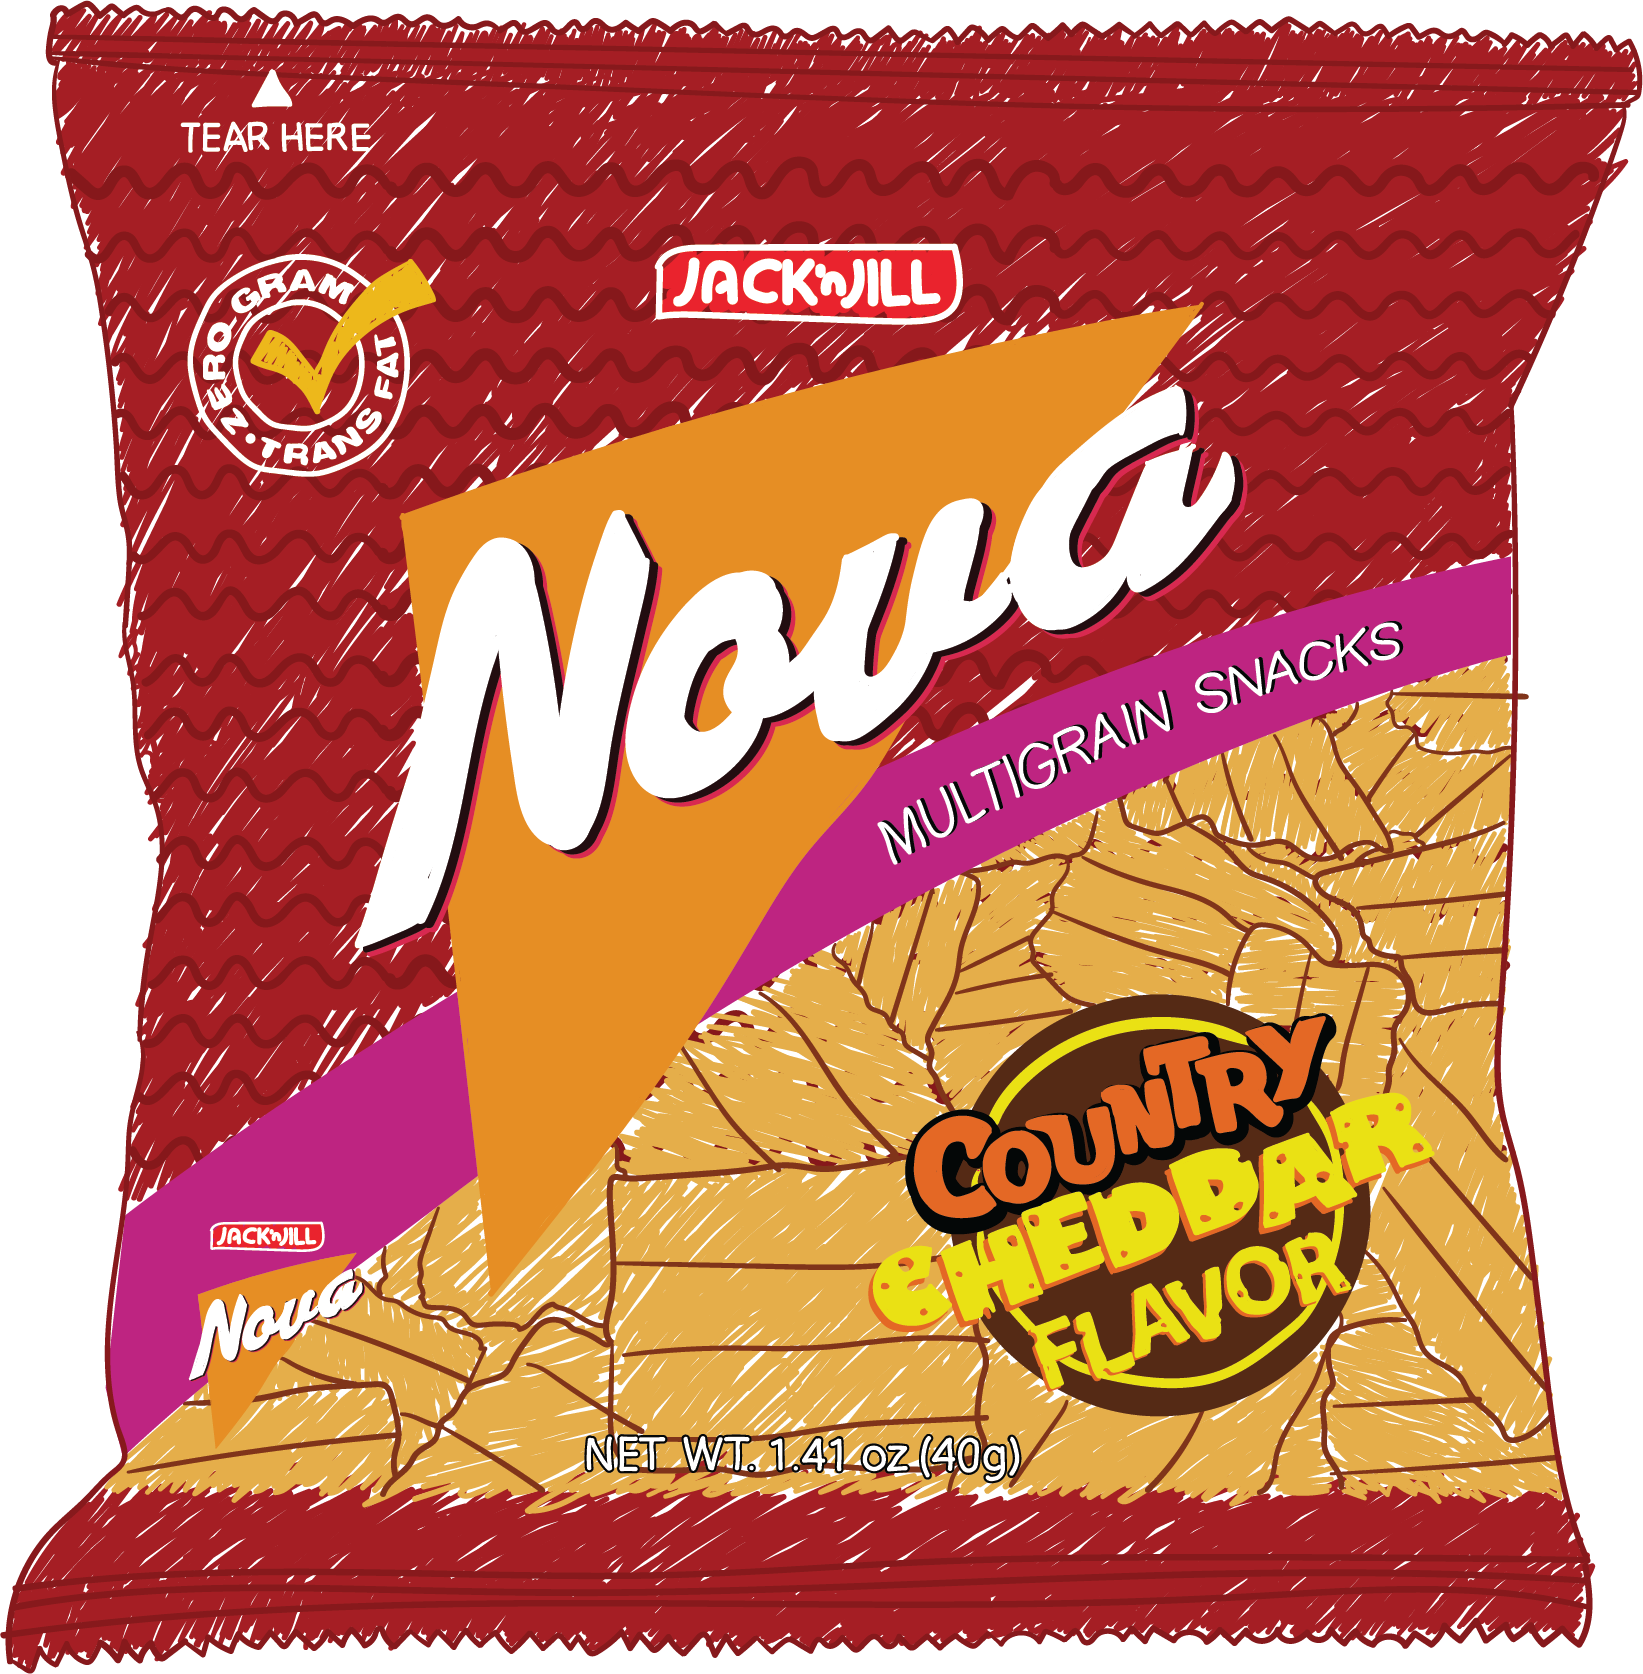 TEAR HERE
ZERO-GRAM • TRANS FAT
JACK 'n JILL
Nova
MULTIGRAIN SNACKS
COUNTRY
CHEDDAR
FLAVOR
JACK 'n JILL
Nova
NET WT. 1.41 oz (40g)